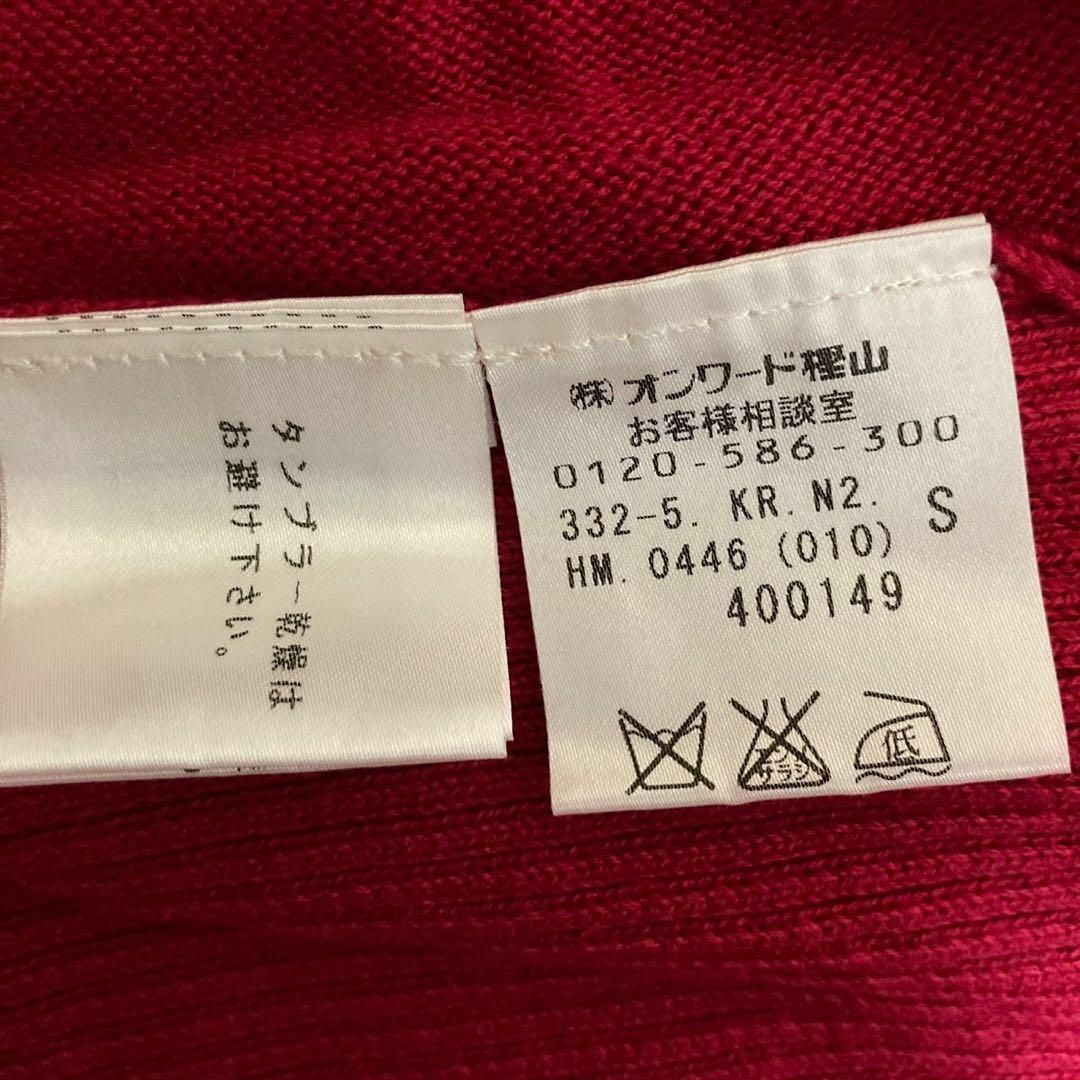 タンブラー乾燥は
お避け下さい。
㈱オンワード樫山
お客様相談室
0120-586-300
332-5. KR. N2.
S
HM. 0446 (010)
400149
サラシ
低